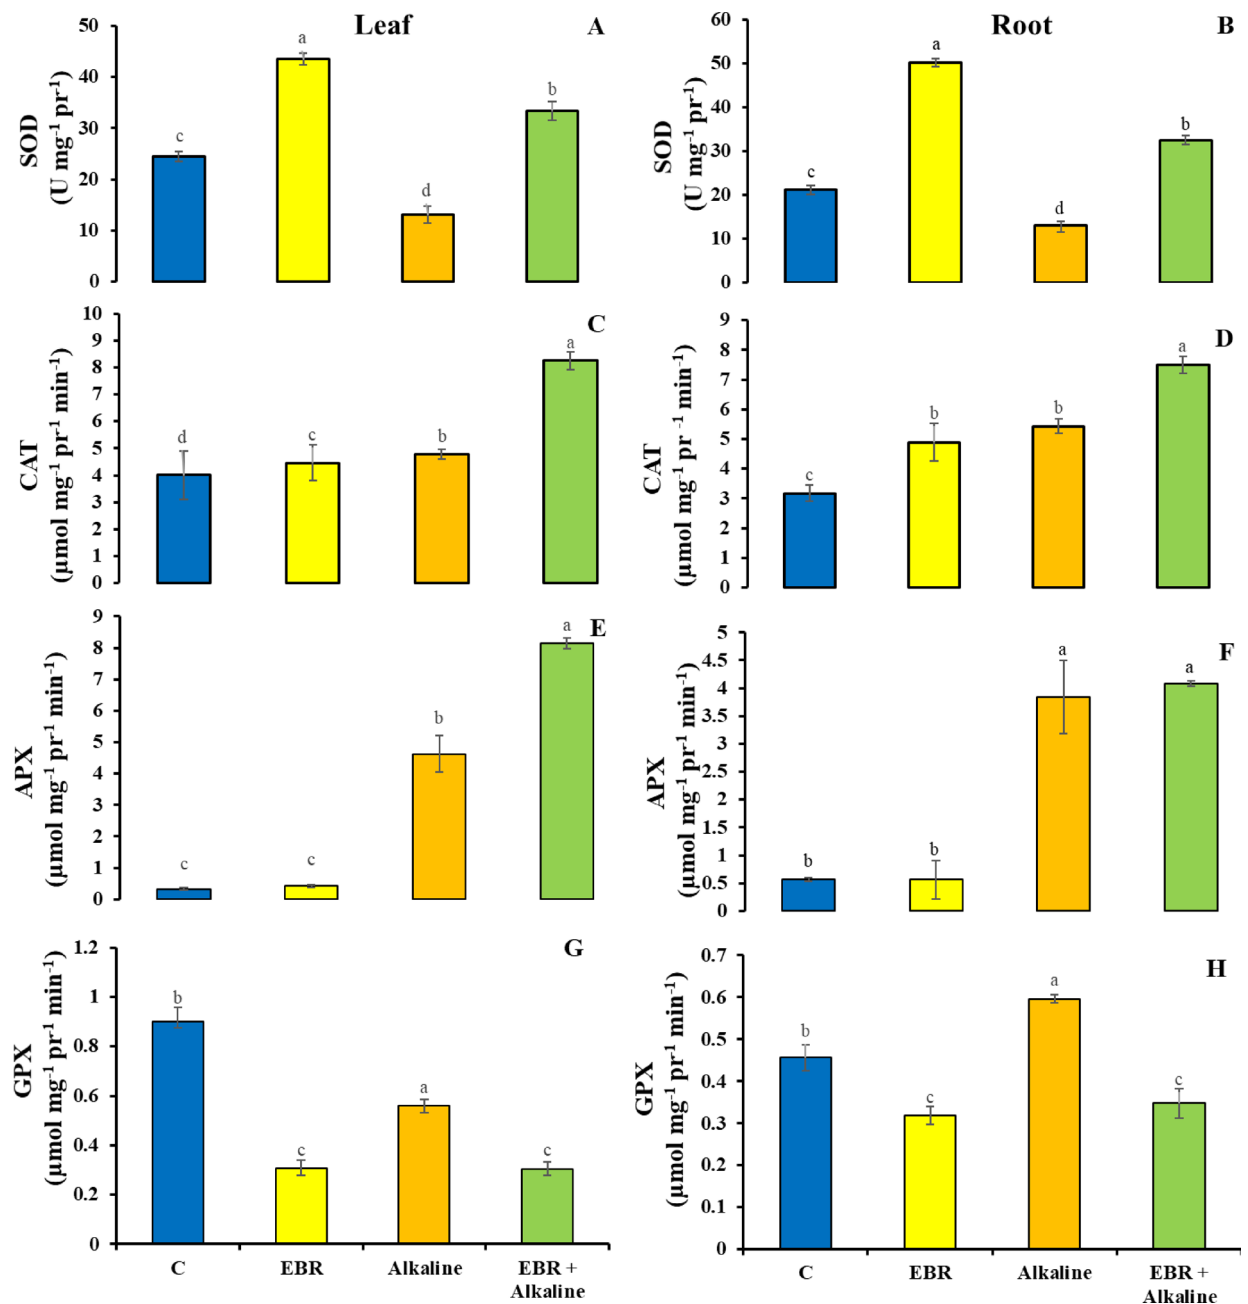 Leaf
A
SOD
(U mg⁻¹ pr⁻¹)
50
40
30
20
10
0
c
a
d
b
Root
B
SOD
(U mg⁻¹ pr⁻¹)
60
50
40
30
20
10
0
c
a
d
b
C
CAT
(µmol mg⁻¹ pr⁻¹ min⁻¹)
10
9
8
7
6
5
4
3
2
1
0
d
c
b
a
D
CAT
(µmol mg⁻¹ pr ⁻¹ min⁻¹)
9
8
7
6
5
4
3
2
1
0
c
b
b
a
E
APX
(µmol mg⁻¹ pr⁻¹ min⁻¹)
9
8
7
6
5
4
3
2
1
0
c
c
b
a
F
APX
(µmol mg⁻¹ pr⁻¹ min⁻¹)
5
4.5
4
3.5
3
2.5
2
1.5
1
0.5
0
b
b
a
a
G
GPX
(µmol mg⁻¹ pr⁻¹ min⁻¹)
1.2
1
0.8
0.6
0.4
0.2
0
b
c
a
c
C
EBR
Alkaline
EBR +
Alkaline
H
GPX
(µmol mg⁻¹ pr⁻¹ min⁻¹)
0.7
0.6
0.5
0.4
0.3
0.2
0.1
0
b
c
a
c
C
EBR
Alkaline
EBR +
Alkaline